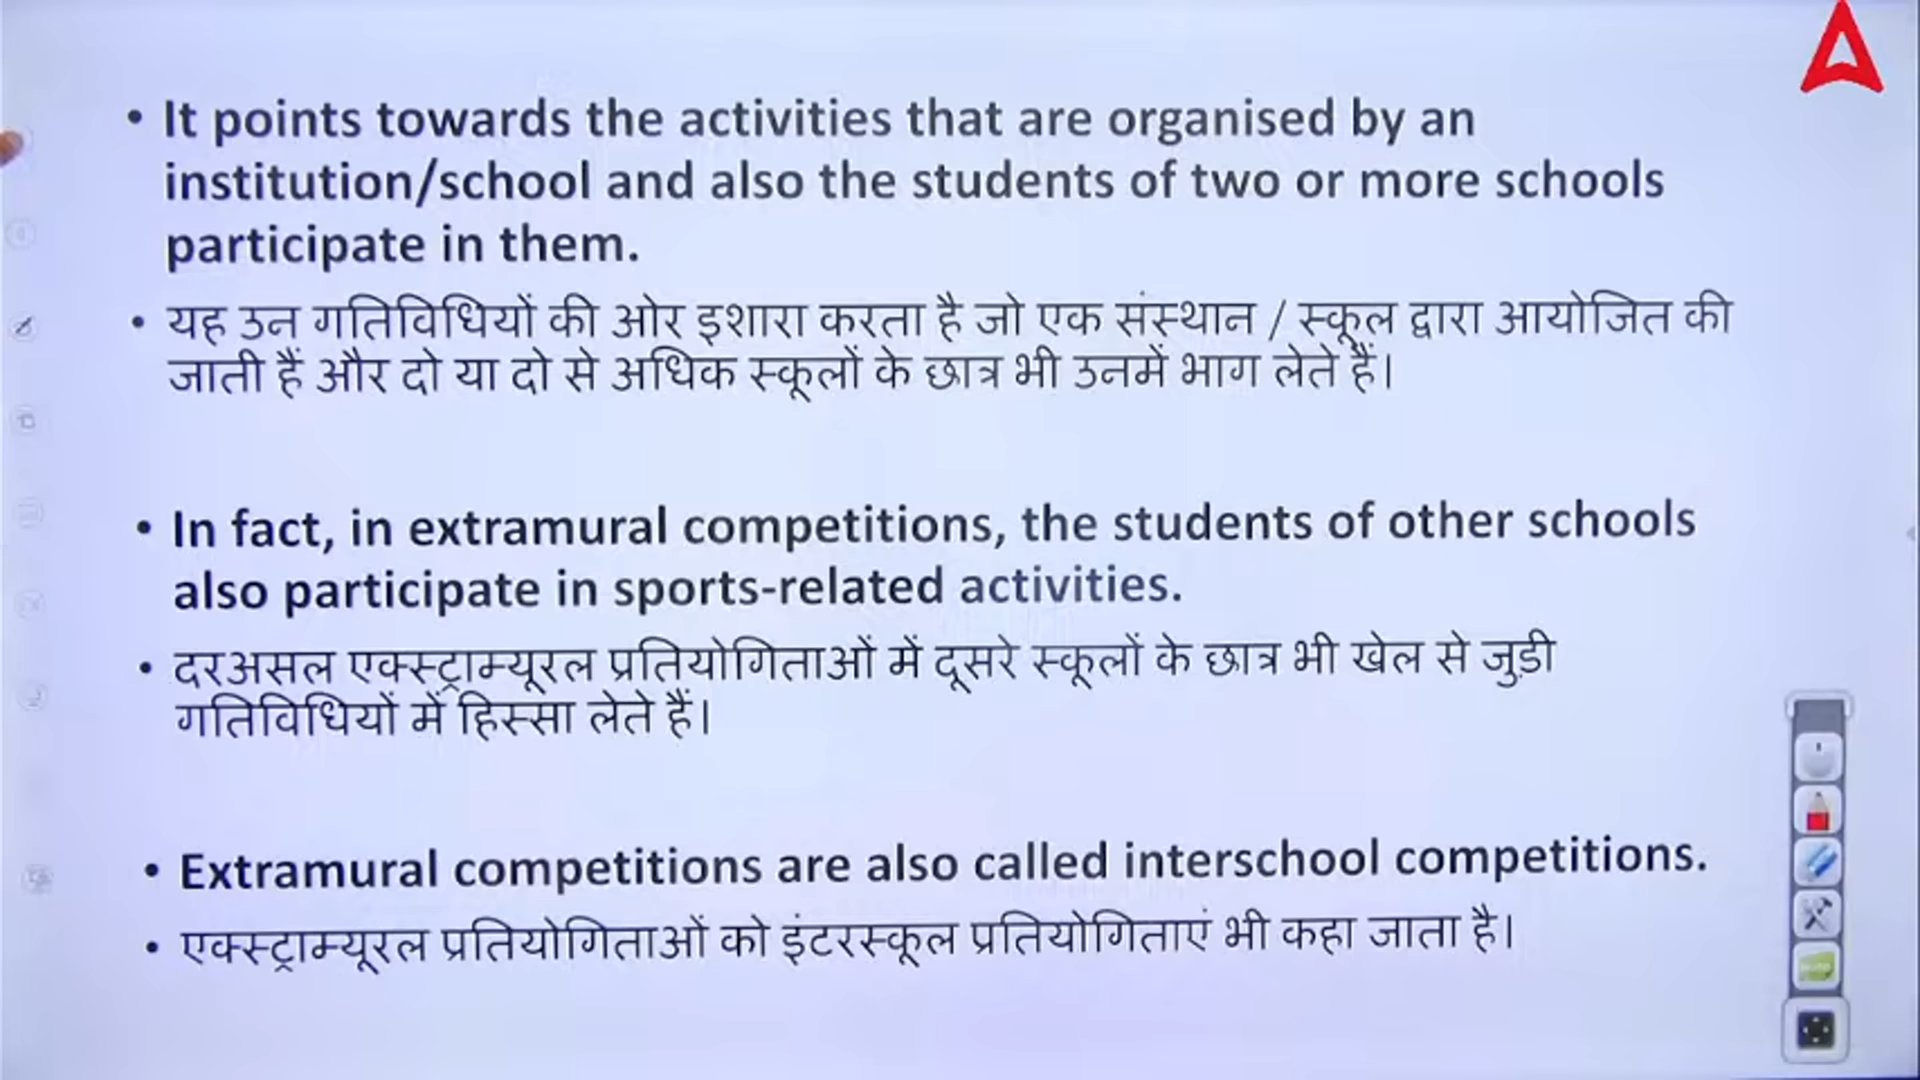 • It points towards the activities that are organised by an
institution/school and also the students of two or more schools
participate in them.
• यह उन गतिविधियों की ओर इशारा करता है जो एक संस्थान / स्कूल द्वारा आयोजित की
जाती हैं और दो या दो से अधिक स्कूलों के छात्र भी उनमें भाग लेते हैं।
• In fact, in extramural competitions, the students of other schools
also participate in sports-related activities.
• दरअसल एक्स्ट्राम्यूरल प्रतियोगिताओं में दूसरे स्कूलों के छात्र भी खेल से जुड़ी
गतिविधियों में हिस्सा लेते हैं।
• Extramural competitions are also called interschool competitions.
• एक्स्ट्राम्यूरल प्रतियोगिताओं को इंटरस्कूल प्रतियोगिताएं भी कहा जाता है।